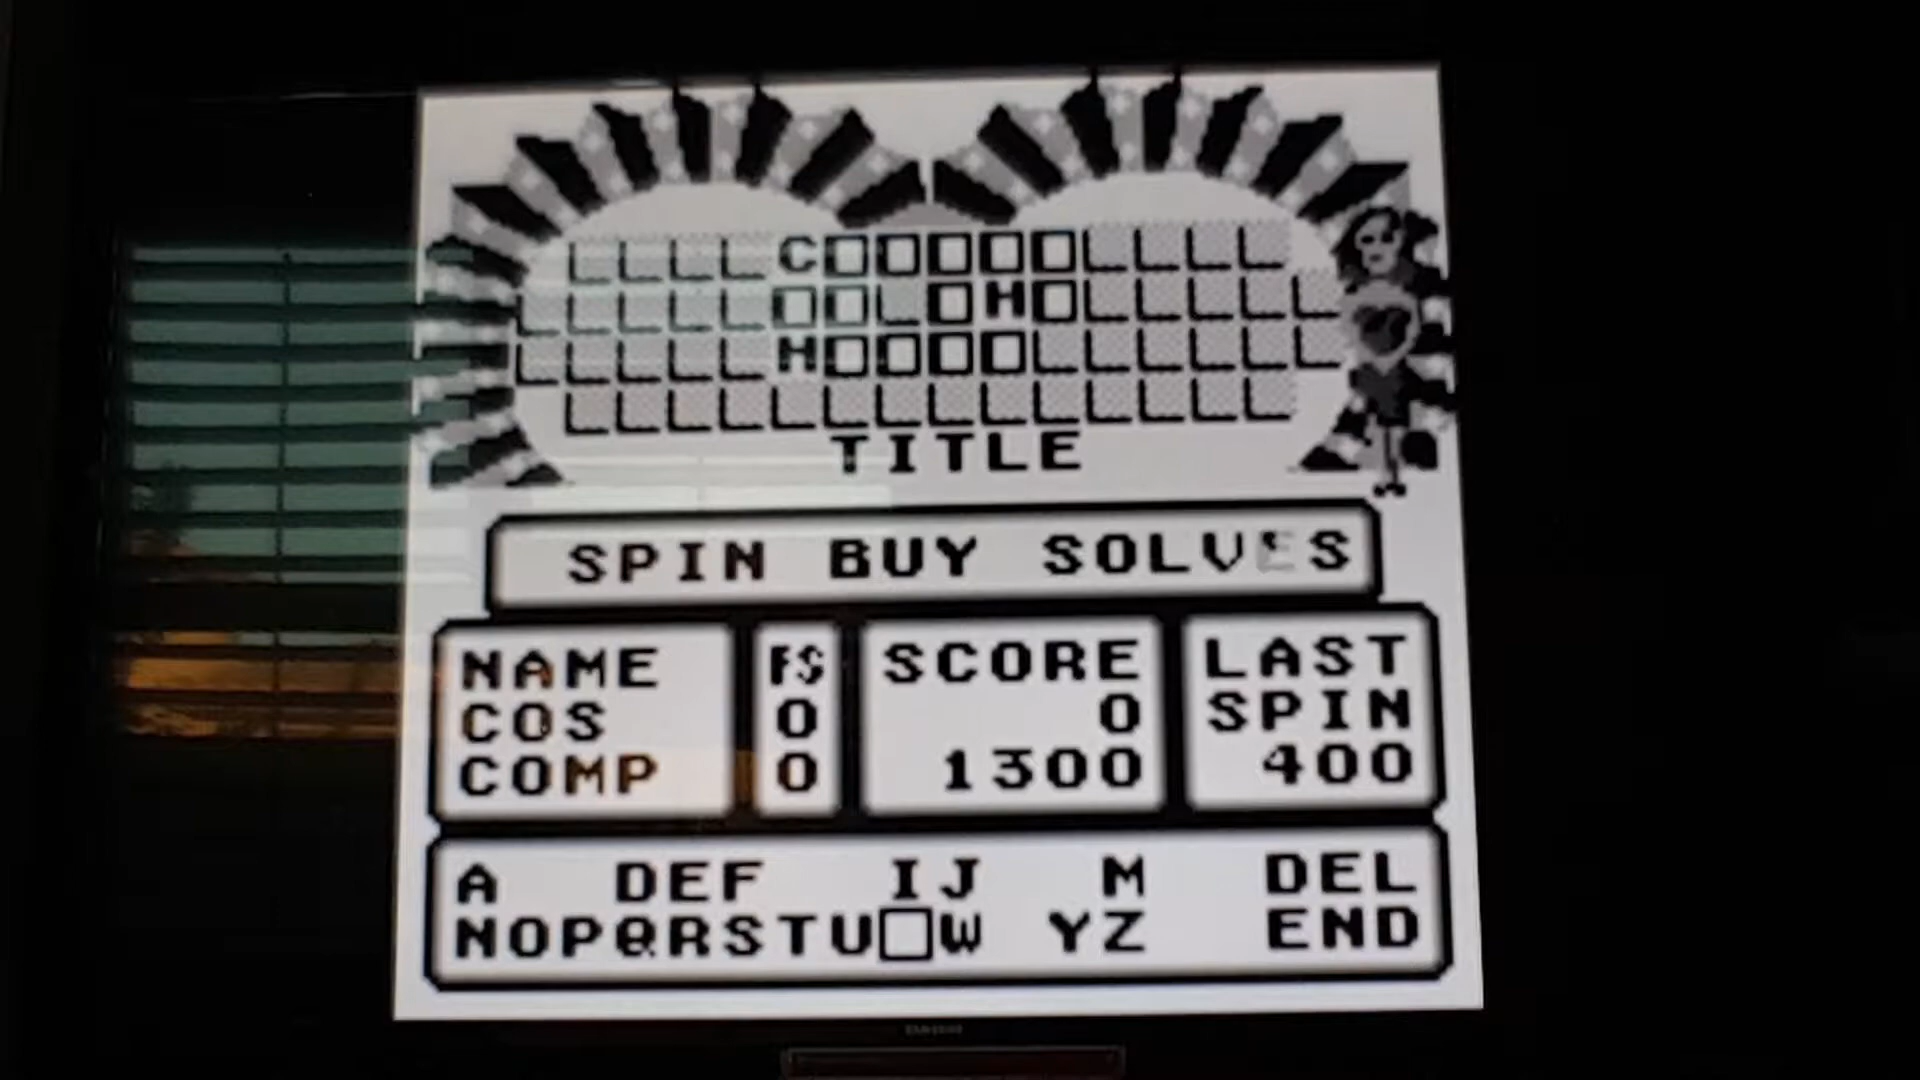 C
H
H
TITLE
SPIN BUY SOLVES
NAME FS SCORE LAST
COS 0 0 SPIN
COMP 0 1300 400
A DEF IJ M DEL
NOPQRSTU W YZ END